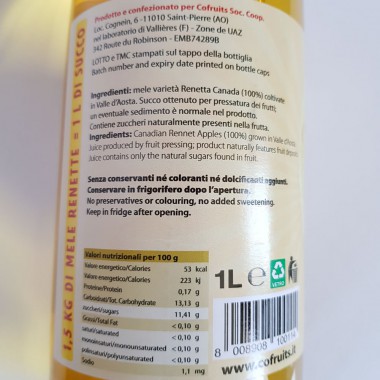 Prodotto e confezionato per Cofruits Soc. Coop.
Loc. Cognein, 6 -11010 Saint-Pierre (AO)
nel laboratorio di Vallières (F) - Zone de UAZ
342 Route du Robinson - EMB74289B
LOTTO e TMC stampati sul tappo della bottiglia
Batch number and expiry date printed on bottle caps
Ingredienti: mele varietà Renetta Canada (100%) coltivate
in Valle d'Aosta. Succo ottenuto per pressatura dei frutti,
un eventuale sedimento è normale nel prodotto.
Contiene zuccheri naturalmente presenti nella frutta.
Ingredients: Canadian Rennet Apples (100%) grown in Valle d'Aosta
Juice produced by fruit pressing; product naturally features fruit
Juice contains only the natural sugars found in fruit.
Senza conservanti né coloranti né dolcificanti aggiunti.
Conservare in frigorifero dopo l'apertura.
No preservatives or colouring, no added sweetening.
Keep in fridge after opening.
1,5 KG DI MELE RENETTE = 1 L DI SUCCO
Valori nutrizionali per 100 g
Valore energetico/Calories 53 kcal
Valore energetico/Calories 223 kj
Proteine/Protein 0,17 g
Carboidrati/Tot. Carbohydrate 13,13 g
zuccheri/sugars 11,41 g
Grassi/Total Fat <0,10 g
saturi/saturated <0,10 g
monoinsaturi/monounsaturated <0,10 g
polinsaturi/polyunsaturated <0,10 g
Sodio 1,1 mg
1L e
VETRO
8 008908 10011
www.cofruits.it